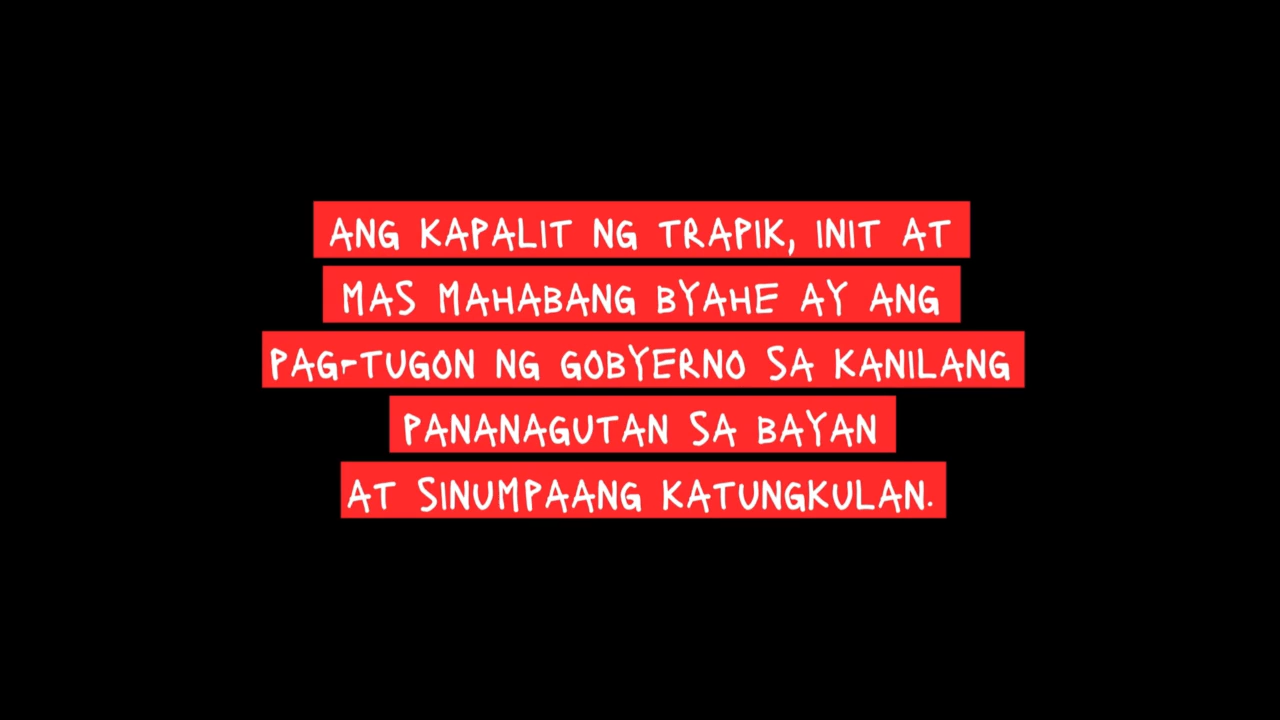 ANG KAPALIT NG TRAPIK, INIT AT
MAS MAHABANG BYAHE AY ANG
PAG-TUGON NG GOBYERNO SA KANILANG
PANANAGUTAN SA BAYAN
AT SINUMPAANG KATUNGKULAN.